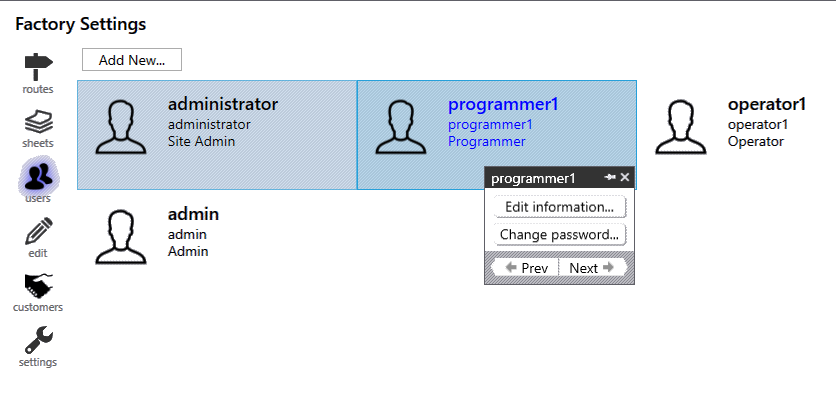 Factory Settings
Add New...
routes
sheets
users
edit
customers
settings
administrator
administrator
Site Admin
programmer1
programmer1
Programmer
operator1
operator1
Operator
admin
admin
Admin
programmer1
Edit information...
Change password...
Prev
Next